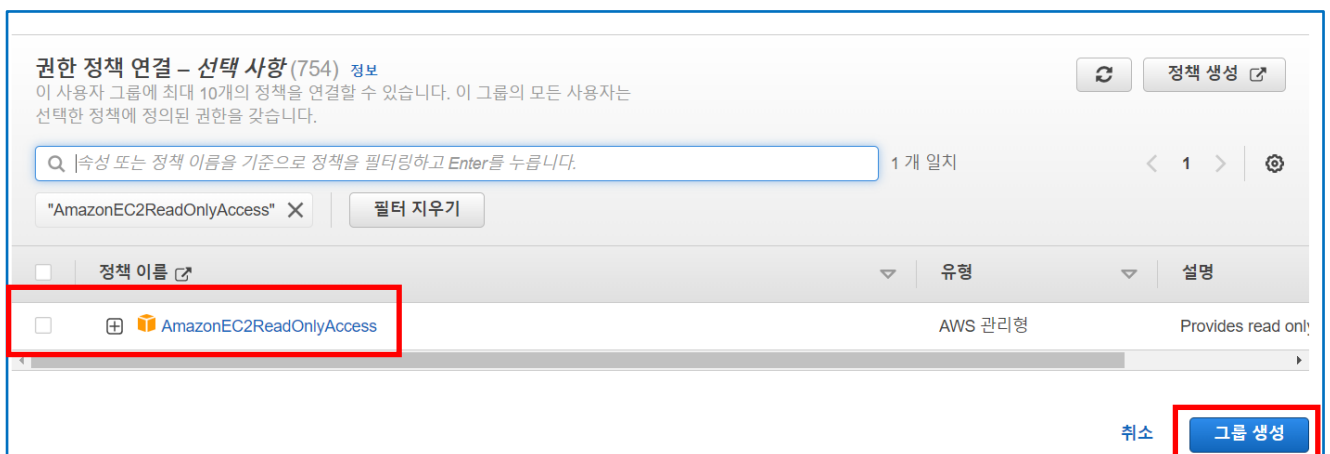 권한 정책 연결 – 선택 사항 (754) 정보
정책 생성
이 사용자 그룹에 최대 10개의 정책을 연결할 수 있습니다. 이 그룹의 모든 사용자는
선택한 정책에 정의된 권한을 갖습니다.
속성 또는 정책 이름을 기준으로 정책을 필터링하고 Enter를 누릅니다.
1 개 일치
1
"AmazonEC2ReadOnlyAccess"
필터 지우기
정책 이름 유형 설명
AmazonEC2ReadOnlyAccess AWS 관리형 Provides read only
취소 그룹 생성